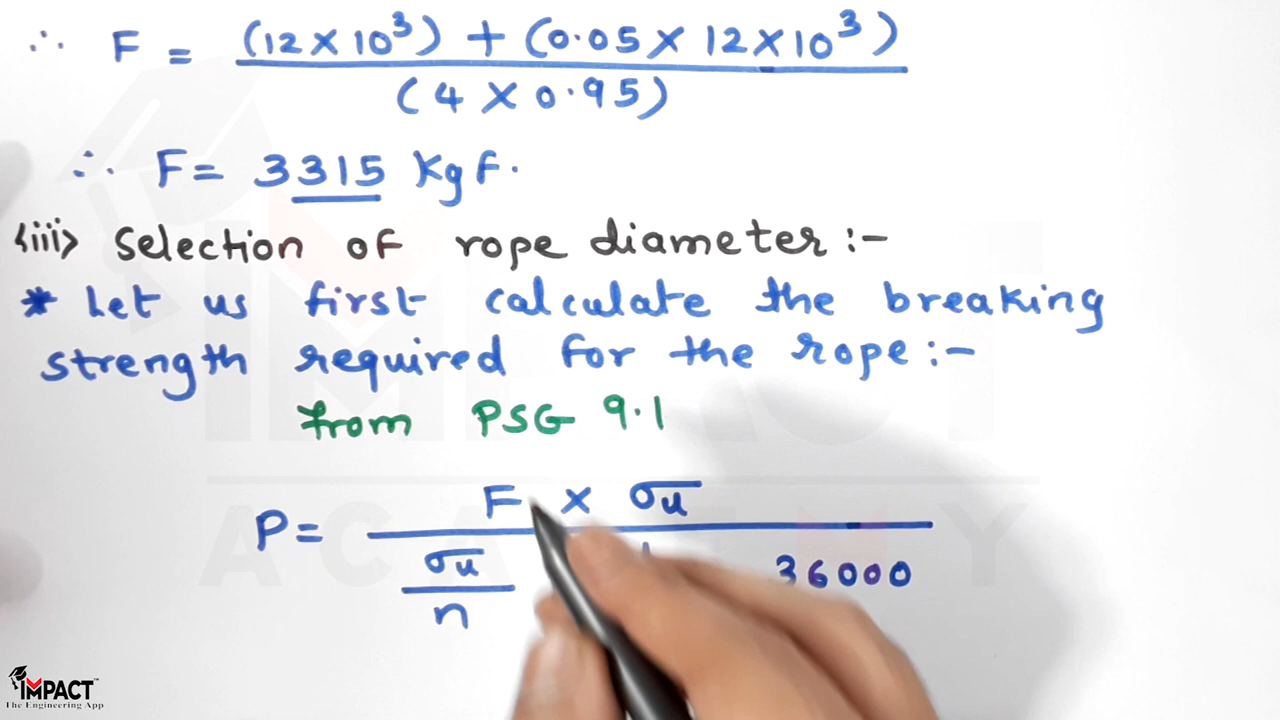 ∴ F = (12×10³) + (0.05 × 12×10³)
(4 × 0.95)
∴ F = 3315 Kgf.
<iii> Selection of rope diameter :-
* Let us first calculate the breaking
strength required for the rope :-
from PSG 9.1
P = F × σu
σu 36000
n
ACADEMY
IMPACT
The Engineering App